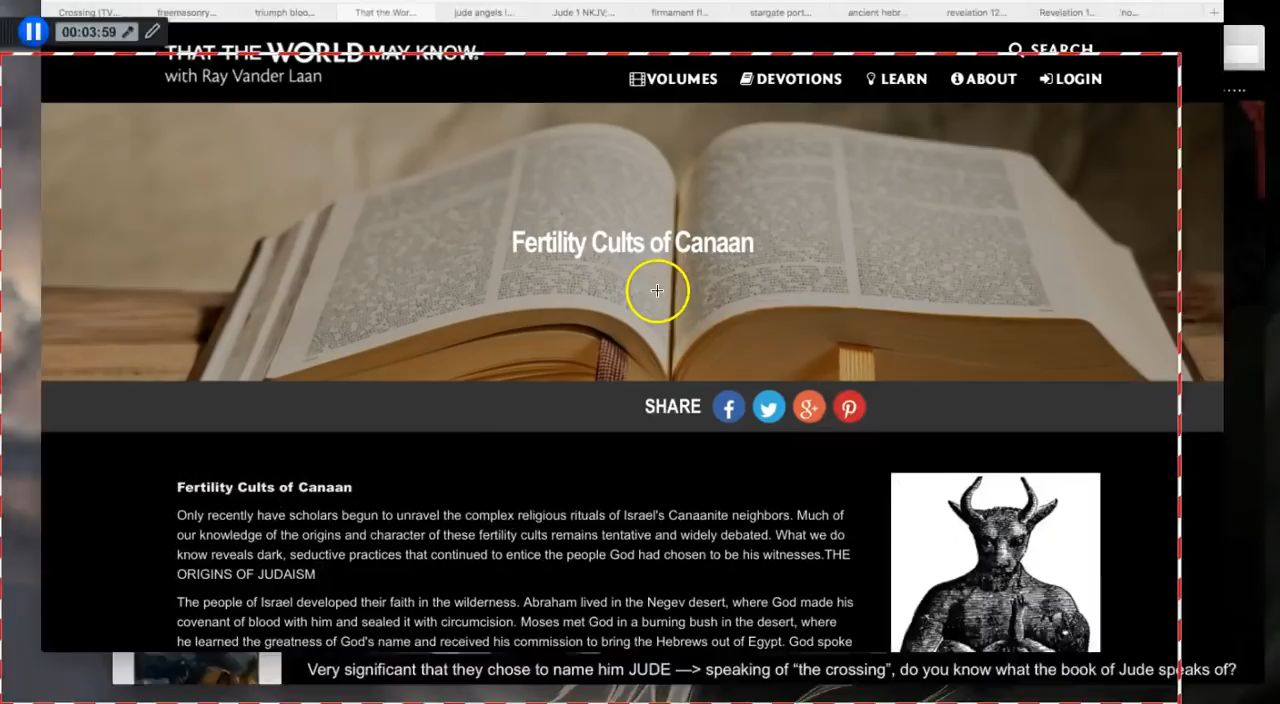 Crossing (TV...
freemasonry...
triumph bloo...
That the Wor...
jude angels l...
Jude 1 NKJV;...
firmament fl...
stargate port...
ancient hebr...
revelation 12...
Revelation 1...
'no...
00:03:59
THAT THE WORLD MAY KNOW.
with Ray Vander Laan
SEARCH
VOLUMES
DEVOTIONS
LEARN
ABOUT
LOGIN
Fertility Cults of Canaan
SHARE
Fertility Cults of Canaan
Only recently have scholars begun to unravel the complex religious rituals of Israel's Canaanite neighbors. Much of
our knowledge of the origins and character of these fertility cults remains tentative and widely debated. What we do
know reveals dark, seductive practices that continued to entice the people God had chosen to be his witnesses.THE
ORIGINS OF JUDAISM
The people of Israel developed their faith in the wilderness. Abraham lived in the Negev desert, where God made his
covenant of blood with him and sealed it with circumcision. Moses met God in a burning bush in the desert, where
he learned the greatness of God's name and received his commission to bring the Hebrews out of Egypt. God spoke
Very significant that they chose to name him JUDE —> speaking of “the crossing”, do you know what the book of Jude speaks of?